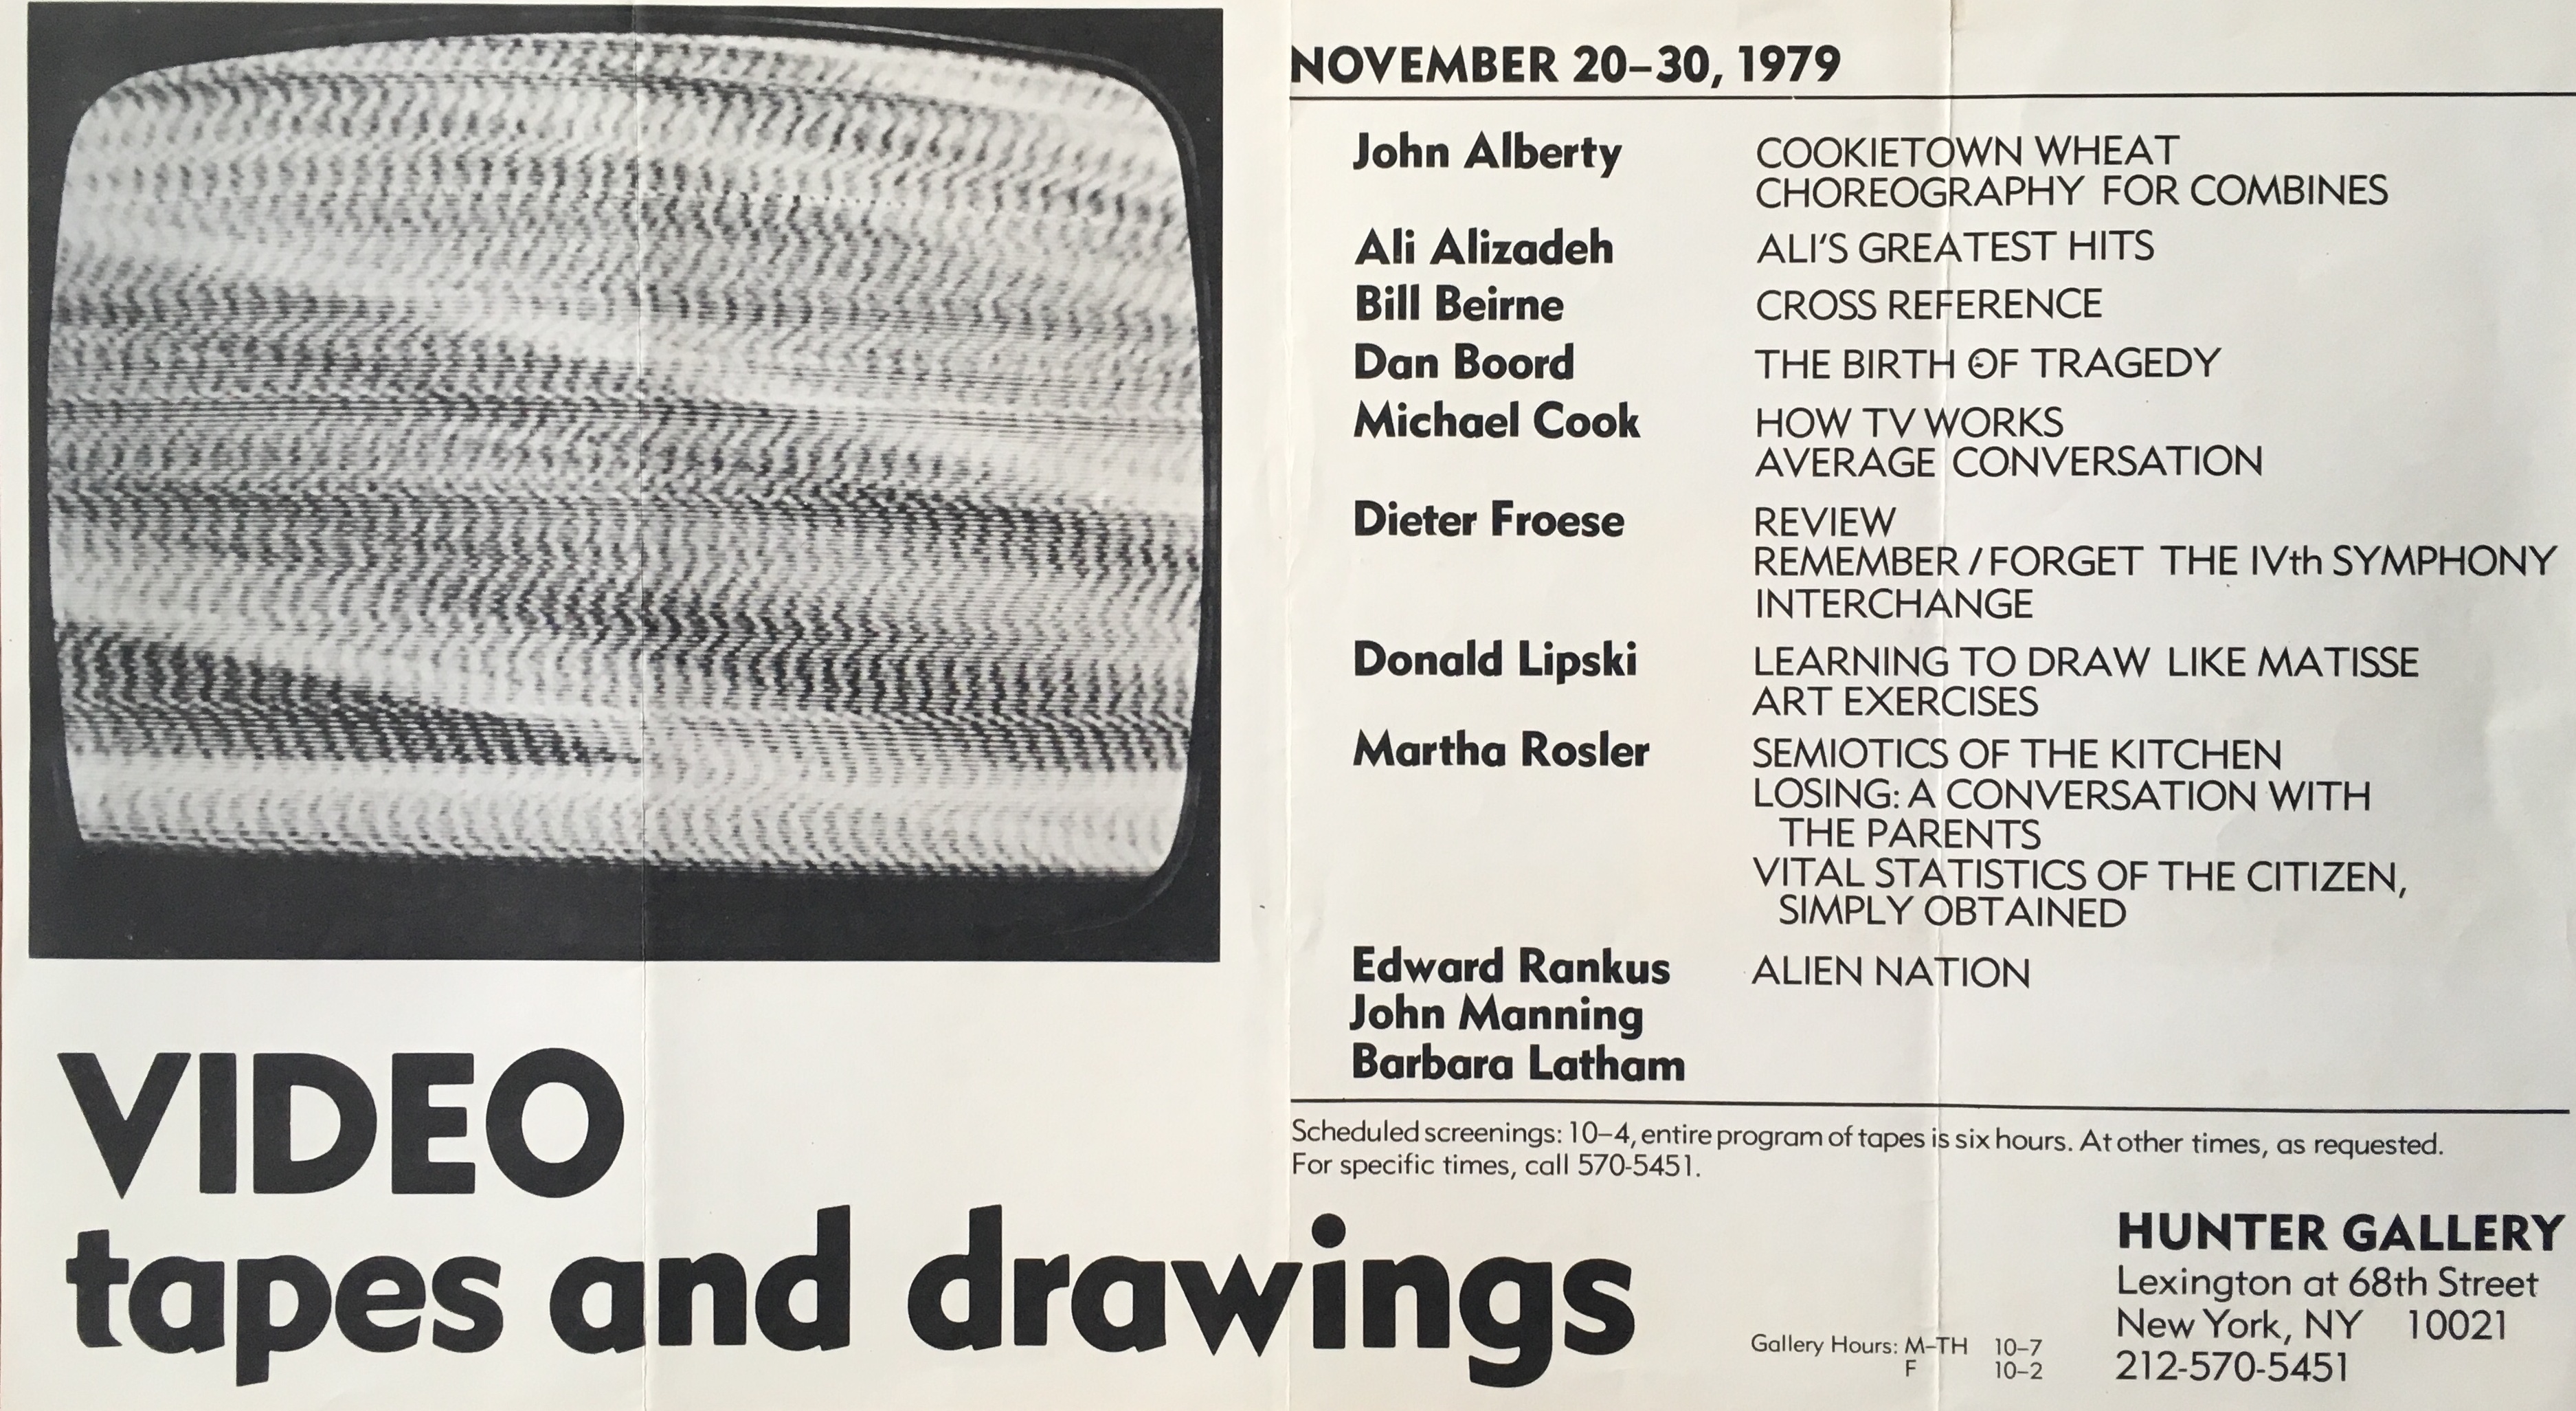 NOVEMBER 20–30, 1979
John Alberty COOKIETOWN WHEAT
CHOREOGRAPHY FOR COMBINES
Ali Alizadeh ALI'S GREATEST HITS
Bill Beirne CROSS REFERENCE
Dan Boord THE BIRTH OF TRAGEDY
Michael Cook HOW TV WORKS
AVERAGE CONVERSATION
Dieter Froese REVIEW
REMEMBER / FORGET THE IVth SYMPHONY
INTERCHANGE
Donald Lipski LEARNING TO DRAW LIKE MATISSE
ART EXERCISES
Martha Rosler SEMIOTICS OF THE KITCHEN
LOSING: A CONVERSATION WITH
THE PARENTS
VITAL STATISTICS OF THE CITIZEN,
SIMPLY OBTAINED
Edward Rankus ALIEN NATION
John Manning
Barbara Latham
Scheduled screenings: 10–4, entire program of tapes is six hours. At other times, as requested.
For specific times, call 570-5451.
VIDEO
tapes and drawings
Gallery Hours: M–TH 10–7
F 10–2
HUNTER GALLERY
Lexington at 68th Street
New York, NY 10021
212-570-5451